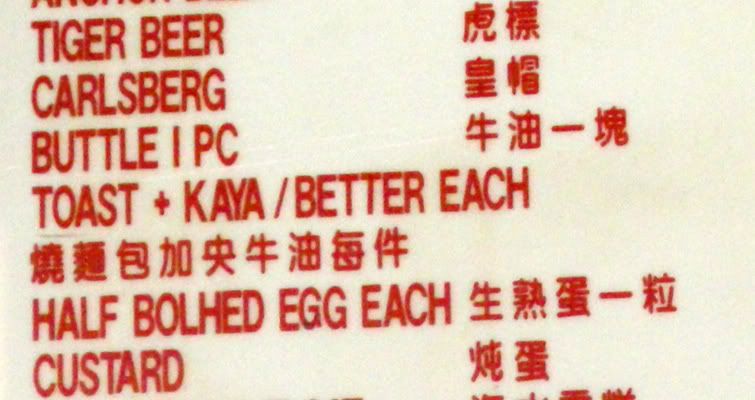 TIGER BEER 虎標
CARLSBERG 皇帽
BUTTLE 1 PC 牛油一塊
TOAST + KAYA / BETTER EACH
燒麵包加央牛油每件
HALF BOLHED EGG EACH 生熟蛋一粒
CUSTARD 炖蛋